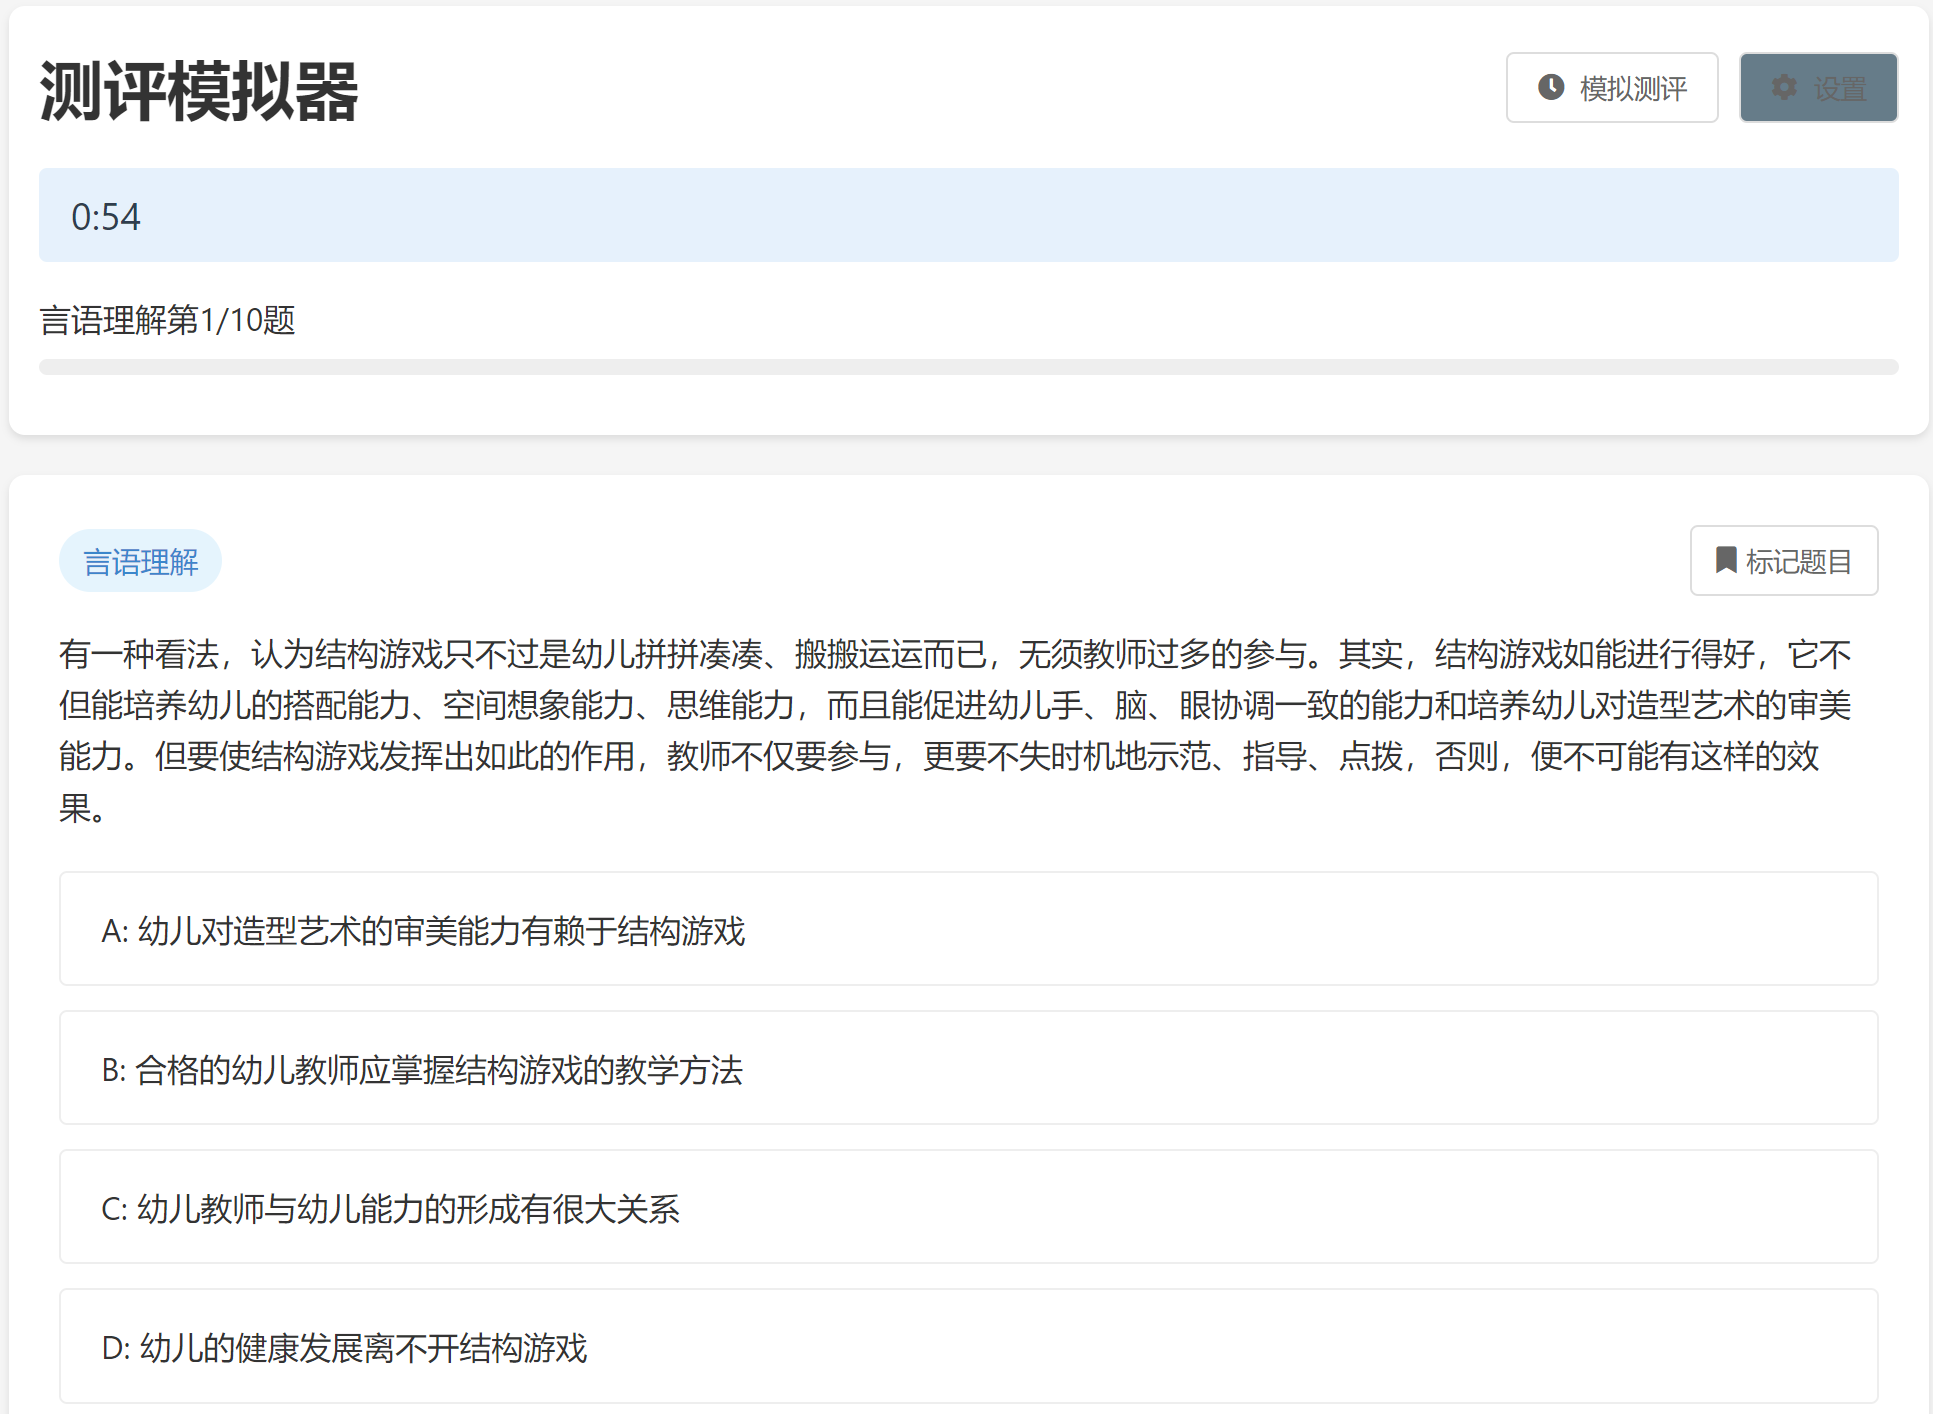 测评模拟器
模拟测评
设置
0:54
言语理解第1/10题
言语理解
标记题目
有一种看法，认为结构游戏只不过是幼儿拼拼凑凑、搬搬运运而已，无须教师过多的参与。其实，结构游戏如能进行得好，它不
但能培养幼儿的搭配能力、空间想象能力、思维能力，而且能促进幼儿手、脑、眼协调一致的能力和培养幼儿对造型艺术的审美
能力。但要使结构游戏发挥出如此的作用，教师不仅要参与，更要不失时机地示范、指导、点拨，否则，便不可能有这样的效
果。
A: 幼儿对造型艺术的审美能力有赖于结构游戏
B: 合格的幼儿教师应掌握结构游戏的教学方法
C: 幼儿教师与幼儿能力的形成有很大关系
D: 幼儿的健康发展离不开结构游戏